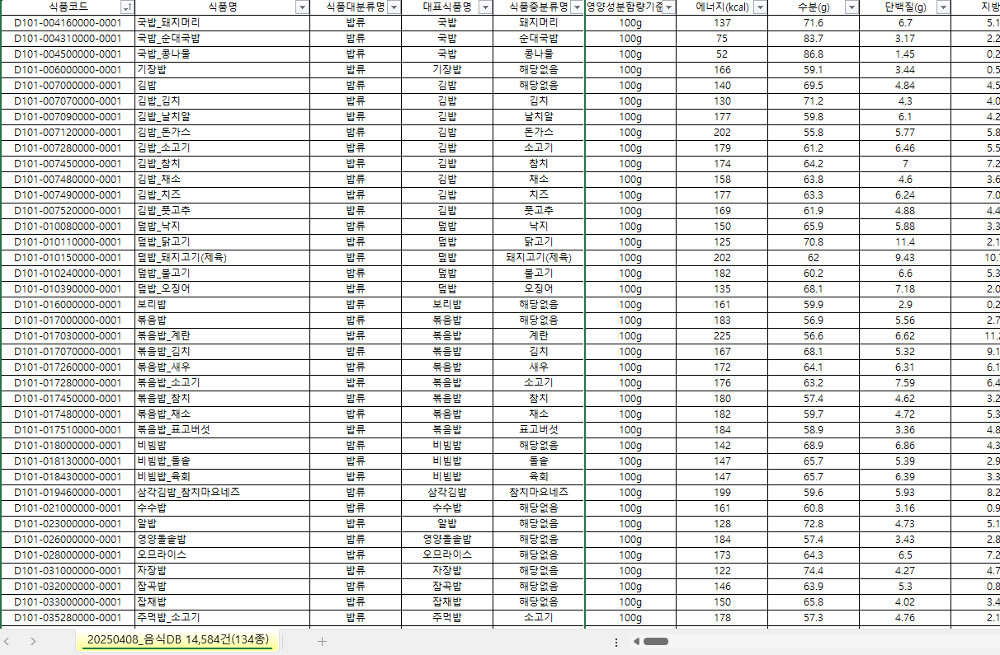 식품코드 식품명 식품대분류명 대표식품명 식품중분류명 영양성분함량기준 에너지(kcal) 수분(g) 단백질(g) 지방
D101-004160000-0001 국밥_돼지머리 밥류 국밥 돼지머리 100g 137 71.6 6.7 5.1
D101-004310000-0001 국밥_순대국밥 밥류 국밥 순대국밥 100g 75 83.7 3.17 2.2
D101-004500000-0001 국밥_콩나물 밥류 국밥 콩나물 100g 52 86.8 1.45 0.2
D101-006000000-0001 기장밥 밥류 기장밥 해당없음 100g 166 59.1 3.44 0.5
D101-007000000-0001 김밥 밥류 김밥 해당없음 100g 140 69.5 4.84 4.5
D101-007070000-0001 김밥_김치 밥류 김밥 김치 100g 130 71.2 4.3 4.0
D101-007090000-0001 김밥_날치알 밥류 김밥 날치알 100g 177 59.8 6.1 4.2
D101-007120000-0001 김밥_돈가스 밥류 김밥 돈가스 100g 202 55.8 5.77 5.8
D101-007280000-0001 김밥_소고기 밥류 김밥 소고기 100g 179 61.2 6.46 5.5
D101-007450000-0001 김밥_참치 밥류 김밥 참치 100g 174 64.2 7 7.2
D101-007480000-0001 김밥_채소 밥류 김밥 채소 100g 158 63.8 4.6 3.6
D101-007490000-0001 김밥_치즈 밥류 김밥 치즈 100g 177 63.3 6.24 7.0
D101-007520000-0001 김밥_풋고추 밥류 김밥 풋고추 100g 169 61.9 4.88 4.4
D101-010080000-0001 덮밥_낙지 밥류 덮밥 낙지 100g 150 65.9 5.88 3.3
D101-010110000-0001 덮밥_닭고기 밥류 덮밥 닭고기 100g 125 70.8 11.4 2.1
D101-010150000-0001 덮밥_돼지고기(제육) 밥류 덮밥 돼지고기(제육) 100g 202 62 9.43 10.7
D101-010240000-0001 덮밥_불고기 밥류 덮밥 불고기 100g 182 60.2 6.6 5.3
D101-010390000-0001 덮밥_오징어 밥류 덮밥 오징어 100g 135 68.1 7.18 2.0
D101-016000000-0001 보리밥 밥류 보리밥 해당없음 100g 161 59.9 2.9 0.2
D101-017000000-0001 볶음밥 밥류 볶음밥 해당없음 100g 183 56.9 5.56 2.7
D101-017030000-0001 볶음밥_계란 밥류 볶음밥 계란 100g 225 56.6 6.62 11.2
D101-017070000-0001 볶음밥_김치 밥류 볶음밥 김치 100g 167 68.1 5.32 9.1
D101-017260000-0001 볶음밥_새우 밥류 볶음밥 새우 100g 172 64.1 6.31 6.1
D101-017280000-0001 볶음밥_소고기 밥류 볶음밥 소고기 100g 176 63.2 7.59 6.4
D101-017450000-0001 볶음밥_참치 밥류 볶음밥 참치 100g 180 57.4 4.62 3.2
D101-017480000-0001 볶음밥_채소 밥류 볶음밥 채소 100g 182 59.7 4.72 5.3
D101-017510000-0001 볶음밥_표고버섯 밥류 볶음밥 표고버섯 100g 184 58.9 3.36 4.8
D101-018000000-0001 비빔밥 밥류 비빔밥 해당없음 100g 142 68.9 6.86 4.3
D101-018130000-0001 비빔밥_돌솥 밥류 비빔밥 돌솥 100g 147 65.7 5.39 2.9
D101-018430000-0001 비빔밥_육회 밥류 비빔밥 육회 100g 147 65.7 6.39 3.3
D101-019460000-0001 삼각김밥_참치마요네즈 밥류 삼각김밥 참치마요네즈 100g 199 59.6 5.93 8.2
D101-021000000-0001 수수밥 밥류 수수밥 해당없음 100g 161 60.8 3.16 0.9
D101-023000000-0001 알밥 밥류 알밥 해당없음 100g 128 72.8 4.73 5.1
D101-026000000-0001 영양돌솥밥 밥류 영양돌솥밥 해당없음 100g 184 57.4 3.43 2.8
D101-028000000-0001 오므라이스 밥류 오므라이스 해당없음 100g 173 64.3 6.5 7.2
D101-031000000-0001 자장밥 밥류 자장밥 해당없음 100g 122 74.4 4.27 4.7
D101-032000000-0001 잡곡밥 밥류 잡곡밥 해당없음 100g 146 63.9 5.3 0.8
D101-033000000-0001 잡채밥 밥류 잡채밥 해당없음 100g 150 65.8 4.02 3.4
D101-035280000-0001 주먹밥_소고기 밥류 주먹밥 소고기 100g 178 57.3 4.76 2.1
20250408_음식DB 14,584건(134종)